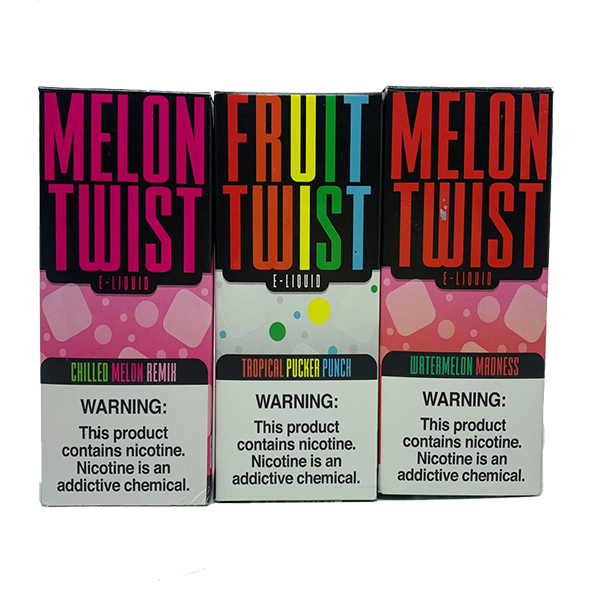 MELON
TWIST
E-LIQUID
CHILLED MELON REMIX
WARNING:
This product
contains nicotine.
Nicotine is an
addictive chemical.
FRUIT
TWIST
E-LIQUID
TROPICAL PUCKER PUNCH
WARNING:
This product
contains nicotine.
Nicotine is an
addictive chemical.
MELON
TWIST
E-LIQUID
WATERMELON MADNESS
WARNING:
This product
contains nicotine.
Nicotine is an
addictive chemical.